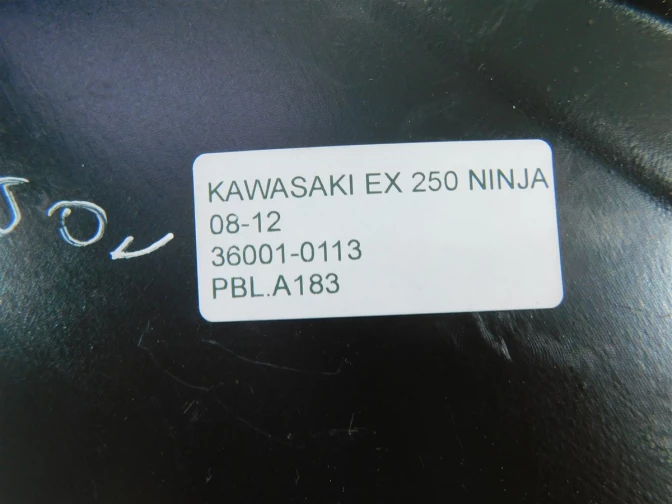 KAWASAKI EX 250 NINJA
08-12
36001-0113
PBL.A183